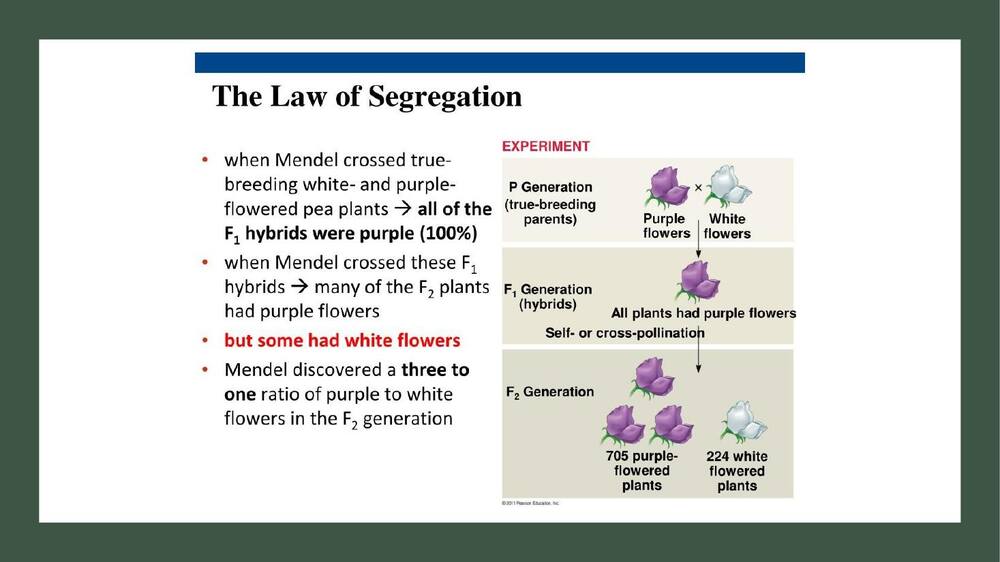 The Law of Segregation
• when Mendel crossed true-
breeding white- and purple-
flowered pea plants → all of the
F1 hybrids were purple (100%)
• when Mendel crossed these F1
hybrids → many of the F2 plants
had purple flowers
• but some had white flowers
• Mendel discovered a three to
one ratio of purple to white
flowers in the F2 generation
EXPERIMENT
P Generation
(true-breeding
parents)
×
Purple
flowers
White
flowers
F1 Generation
(hybrids)
All plants had purple flowers
Self- or cross-pollination
F2 Generation
705 purple-
flowered
plants
224 white
flowered
plants
©2011 Pearson Education, Inc.